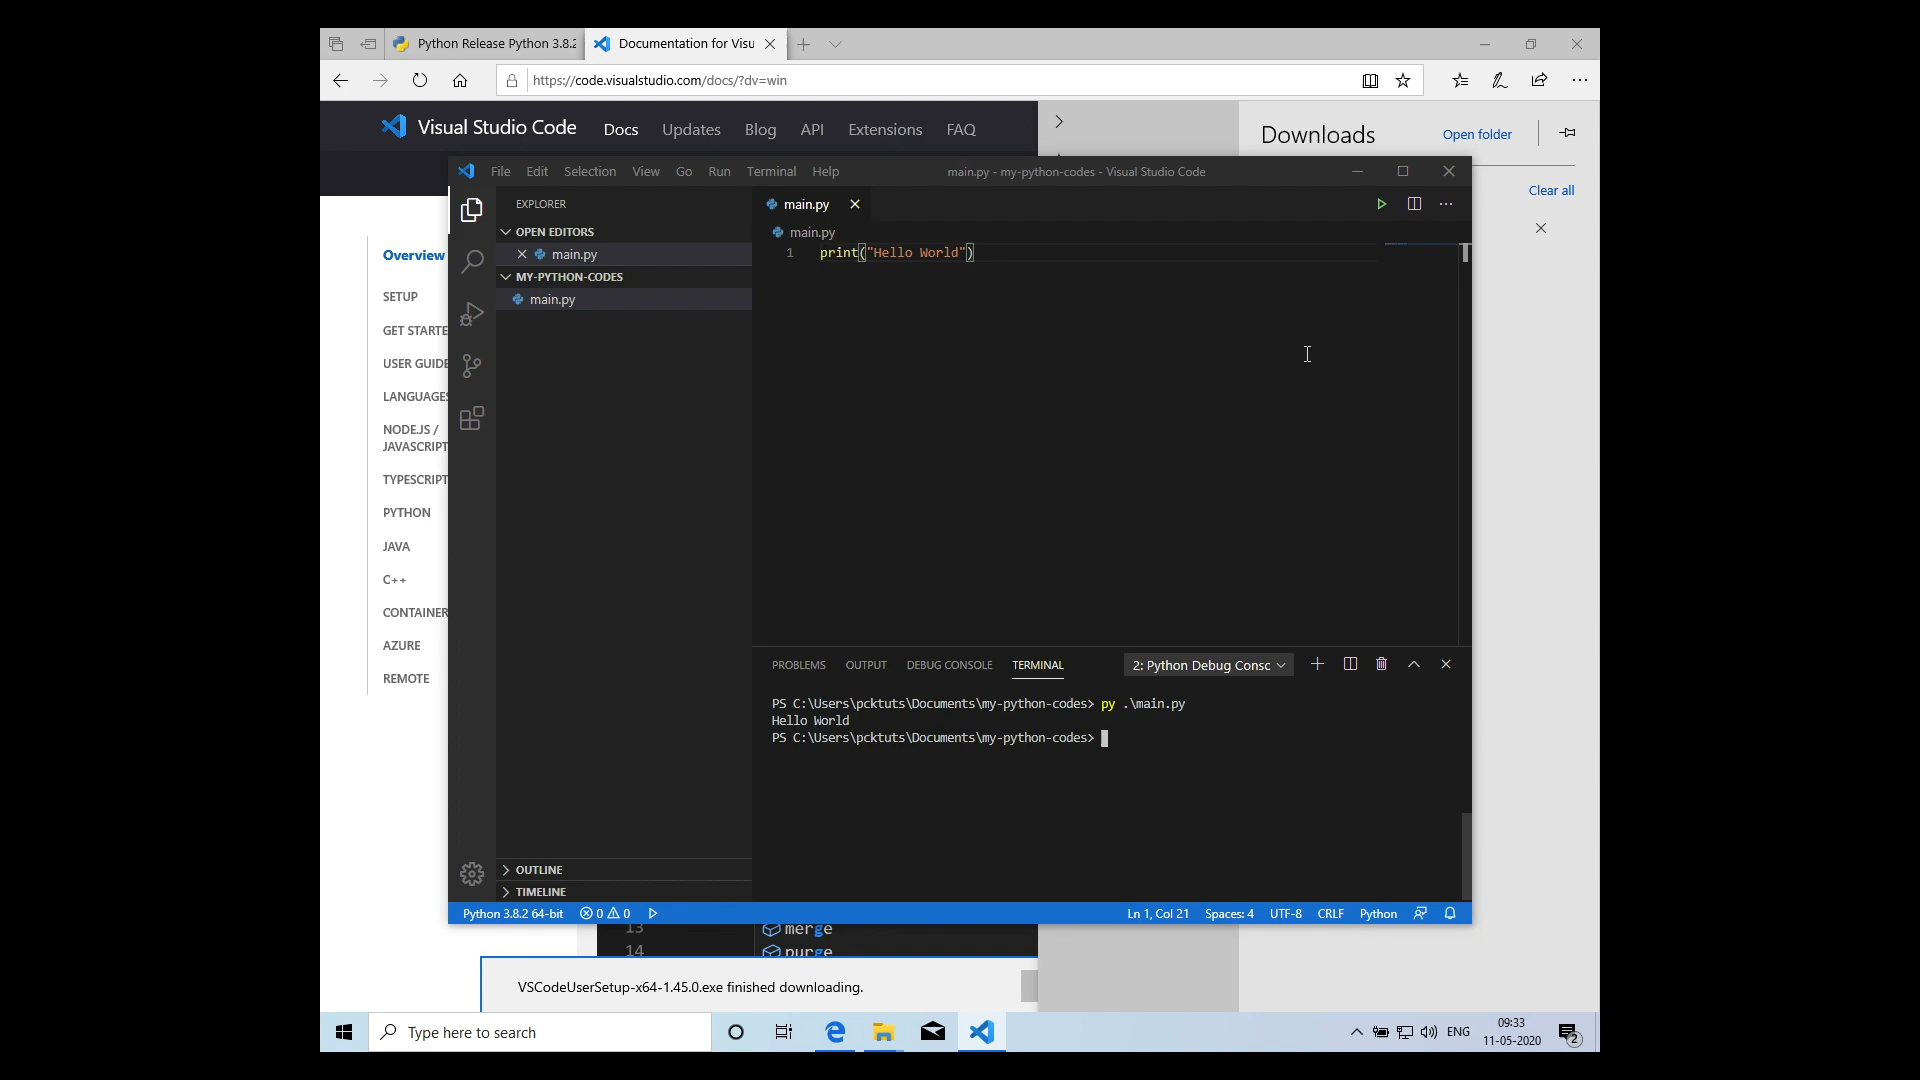 Python Release Python 3.8.2
Documentation for Visu
https://code.visualstudio.com/docs/?dv=win
Visual Studio Code
Docs
Updates
Blog
API
Extensions
FAQ
Downloads
Open folder
Clear all
Overview
SETUP
GET STARTE
USER GUIDE
LANGUAGES
NODE.JS /
JAVASCRIPT
TYPESCRIPT
PYTHON
JAVA
C++
CONTAINER
AZURE
REMOTE
File Edit Selection View Go Run Terminal Help
main.py - my-python-codes - Visual Studio Code
EXPLORER
OPEN EDITORS
main.py
MY-PYTHON-CODES
main.py
OUTLINE
TIMELINE
main.py
main.py
1 print("Hello World")
PROBLEMS OUTPUT DEBUG CONSOLE TERMINAL
2: Python Debug Consc
PS C:\Users\pcktuts\Documents\my-python-codes> py .\main.py
Hello World
PS C:\Users\pcktuts\Documents\my-python-codes>
Python 3.8.2 64-bit 0 0
Ln 1, Col 21 Spaces: 4 UTF-8 CRLF Python
13 merge
14 purge
VSCodeUserSetup-x64-1.45.0.exe finished downloading.
Type here to search
ENG
09:33
11-05-2020
2